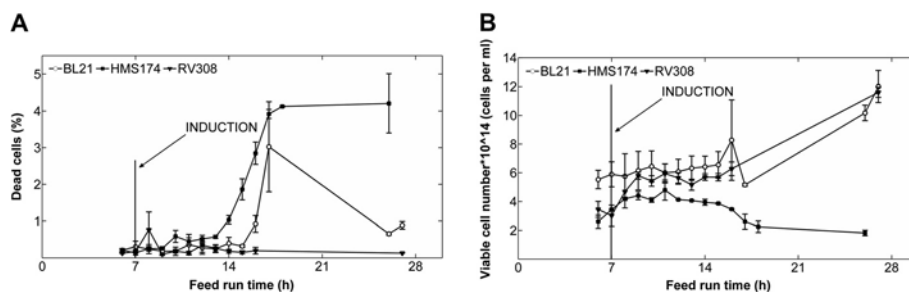 A
BL21 HMS174 RV308
INDUCTION
Dead cells (%)
5
4
3
2
1
0 7 14 21 28
Feed run time (h)
B
14
BL21 HMS174 RV308
12
INDUCTION
10
8
6
4
2
Viable cell number*10^14 (cells per ml)
0 7 14 21 28
Feed run time (h)